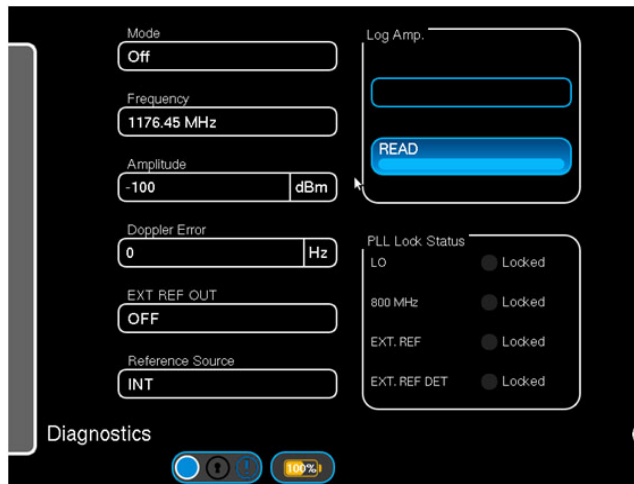 Mode
Off
Frequency
1176.45 MHz
Amplitude
-100 dBm
Doppler Error
0 Hz
EXT REF OUT
OFF
Reference Source
INT
Log Amp.
READ
PLL Lock Status
LO Locked
800 MHz Locked
EXT. REF Locked
EXT. REF DET Locked
Diagnostics
100%